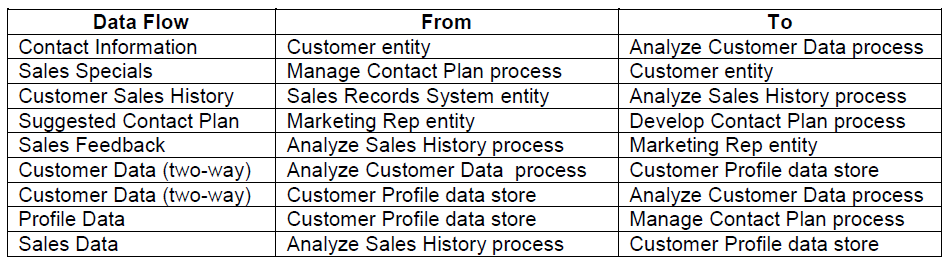 Data Flow From To
Contact Information Customer entity Analyze Customer Data process
Sales Specials Manage Contact Plan process Customer entity
Customer Sales History Sales Records System entity Analyze Sales History process
Suggested Contact Plan Marketing Rep entity Develop Contact Plan process
Sales Feedback Analyze Sales History process Marketing Rep entity
Customer Data (two-way) Analyze Customer Data process Customer Profile data store
Customer Data (two-way) Customer Profile data store Analyze Customer Data process
Profile Data Customer Profile data store Manage Contact Plan process
Sales Data Analyze Sales History process Customer Profile data store